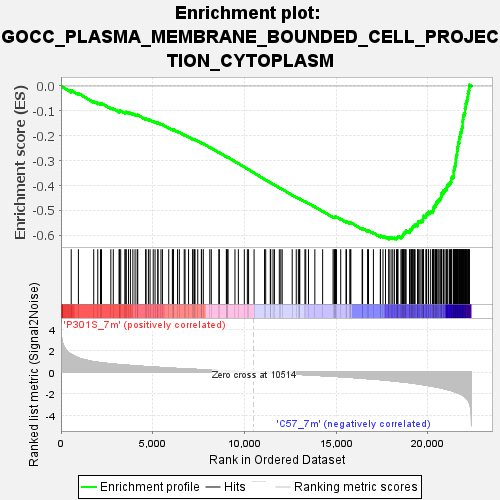 Enrichment plot:
GOCC_PLASMA_MEMBRANE_BOUNDED_CELL_PROJEC
TION_CYTOPLASM
Enrichment score (ES)
0.0
-0.1
-0.2
-0.3
-0.4
-0.5
-0.6
Ranked list metric (Signal2Noise)
'P301S_7m' (positively correlated)
4
2
0
-2
-4
Zero cross at 10514
'C57_7m' (negatively correlated)
0
5,000
10,000
15,000
20,000
Rank in Ordered Dataset
Enrichment profile
Hits
Ranking metric scores